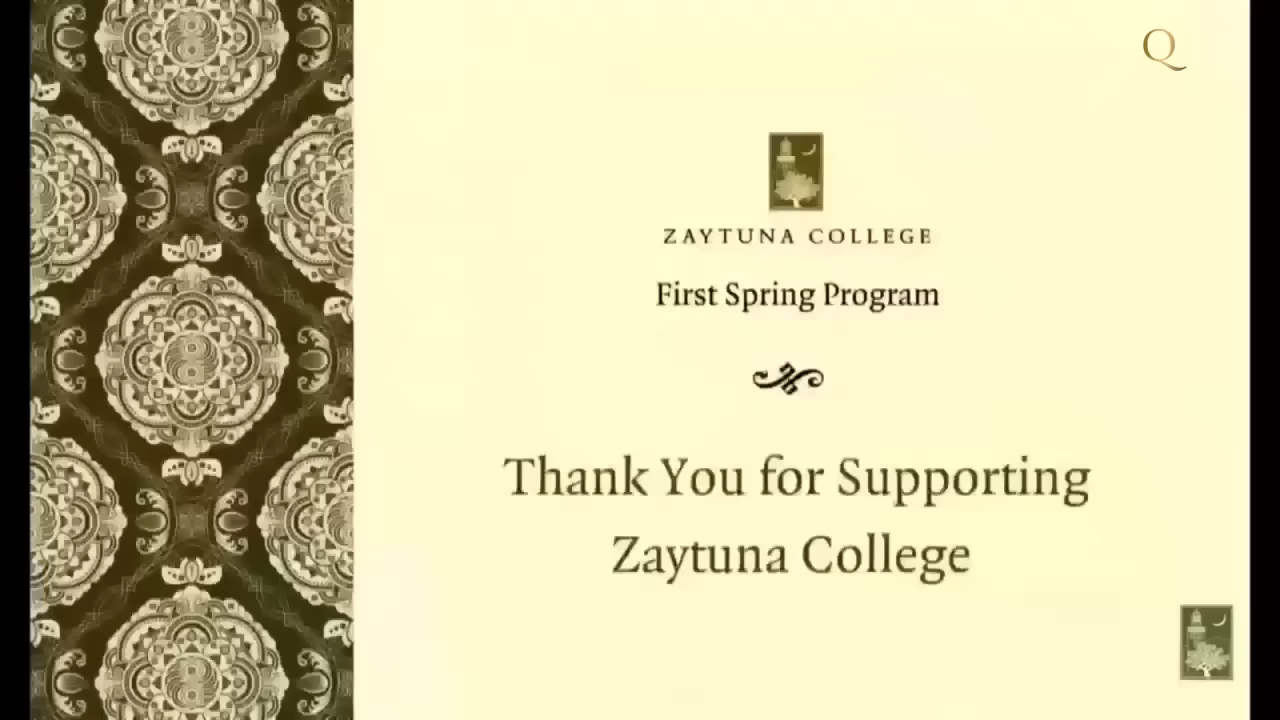 Q
ZAYTUNA COLLEGE
First Spring Program
Thank You for Supporting
Zaytuna College